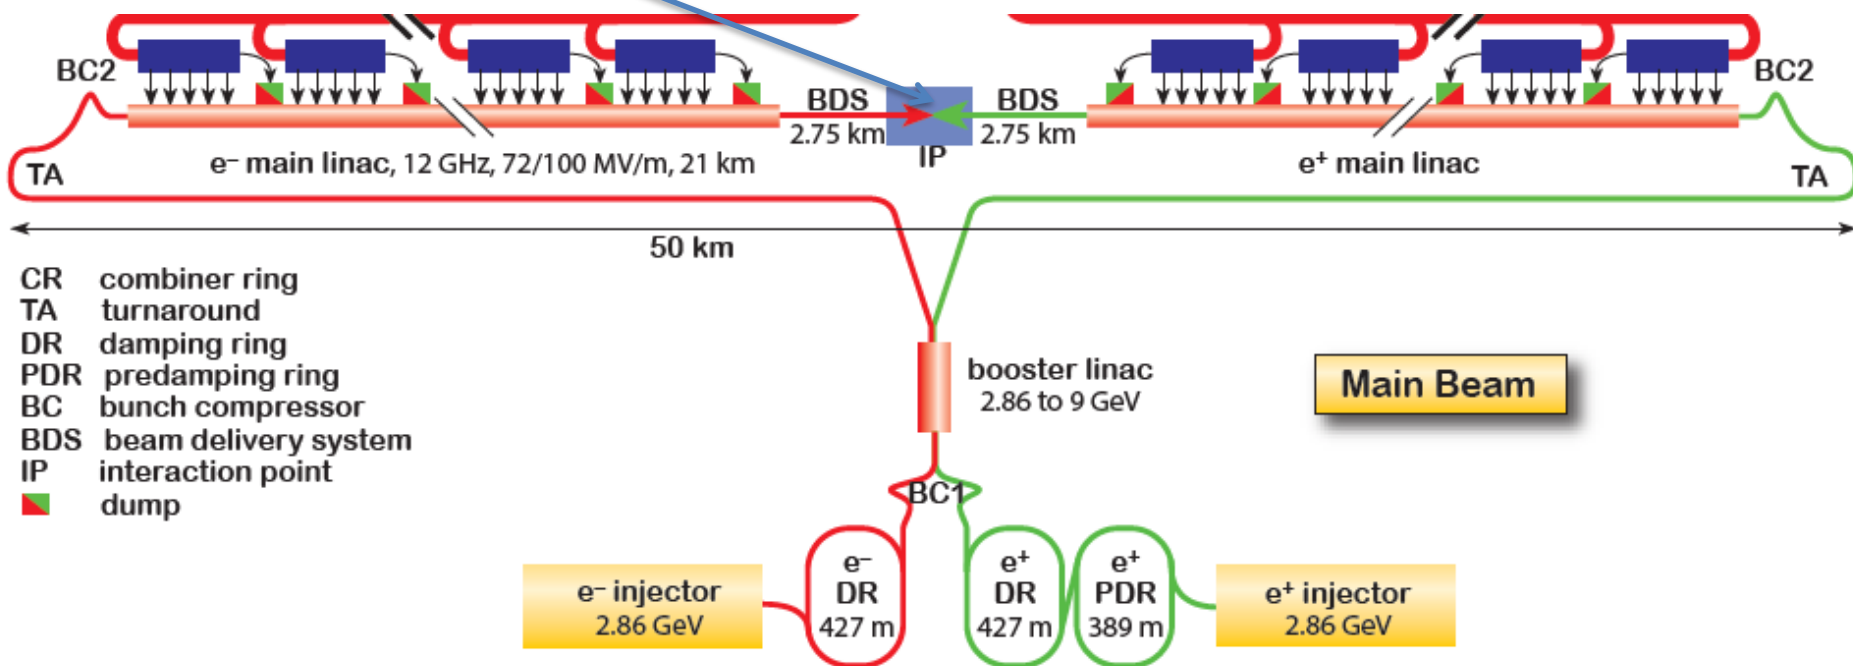 BC2
BC2
BDS
BDS
2.75 km
2.75 km
IP
e– main linac, 12 GHz, 72/100 MV/m, 21 km
e+ main linac
TA
TA
50 km
CR combiner ring
TA turnaround
DR damping ring
PDR predamping ring
BC bunch compressor
BDS beam delivery system
IP interaction point
dump
booster linac
2.86 to 9 GeV
Main Beam
BC1
e– injector
2.86 GeV
e–
DR
427 m
e+
DR
427 m
e+
PDR
389 m
e+ injector
2.86 GeV